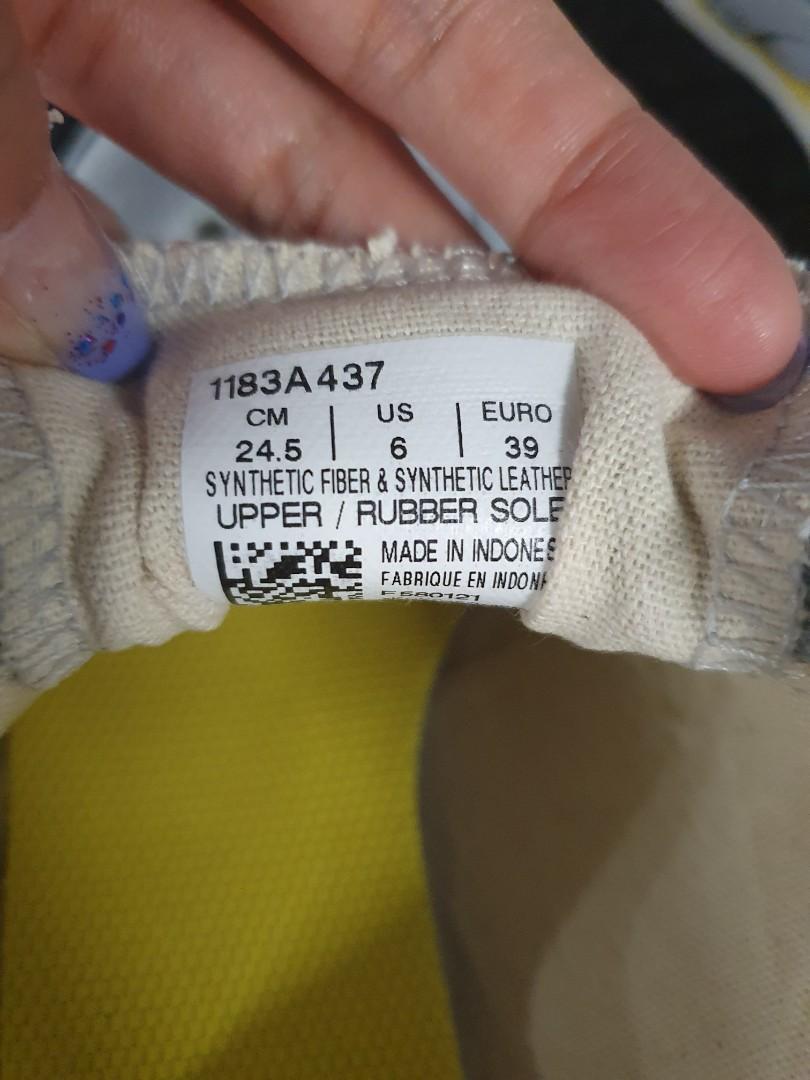 1183A437
CM | US | EURO
24.5 | 6 | 39
SYNTHETIC FIBER & SYNTHETIC LEATHER
UPPER / RUBBER SOLE
MADE IN INDONES
FABRIQUE EN INDON
F580121